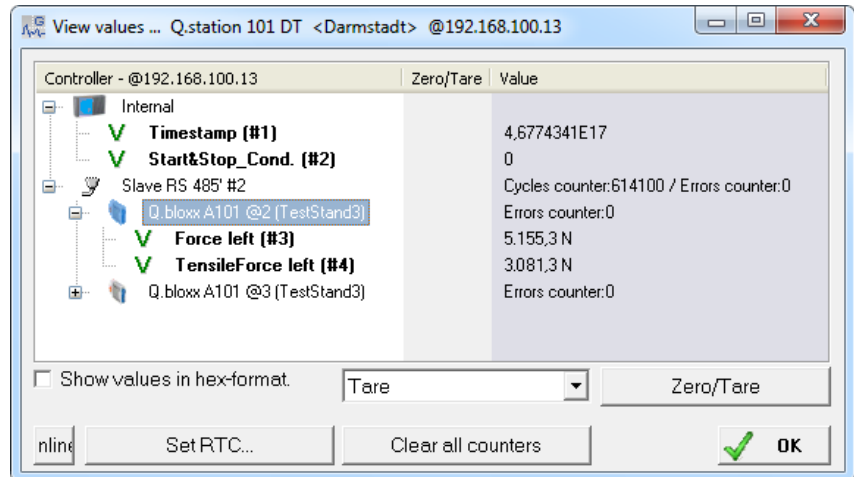 View values ... Q.station 101 DT <Darmstadt> @192.168.100.13
Controller - @192.168.100.13 Zero/Tare Value
Internal
V Timestamp (#1) 4,6774341E17
V Start&Stop_Cond. (#2) 0
Slave RS 485' #2 Cycles counter:614100 / Errors counter:0
Q.bloxx A101 @2 (TestStand3) Errors counter:0
V Force left (#3) 5.155,3 N
V TensileForce left (#4) 3.081,3 N
Q.bloxx A101 @3 (TestStand3) Errors counter:0
Show values in hex-format. Tare Zero/Tare
nline Set RTC... Clear all counters OK